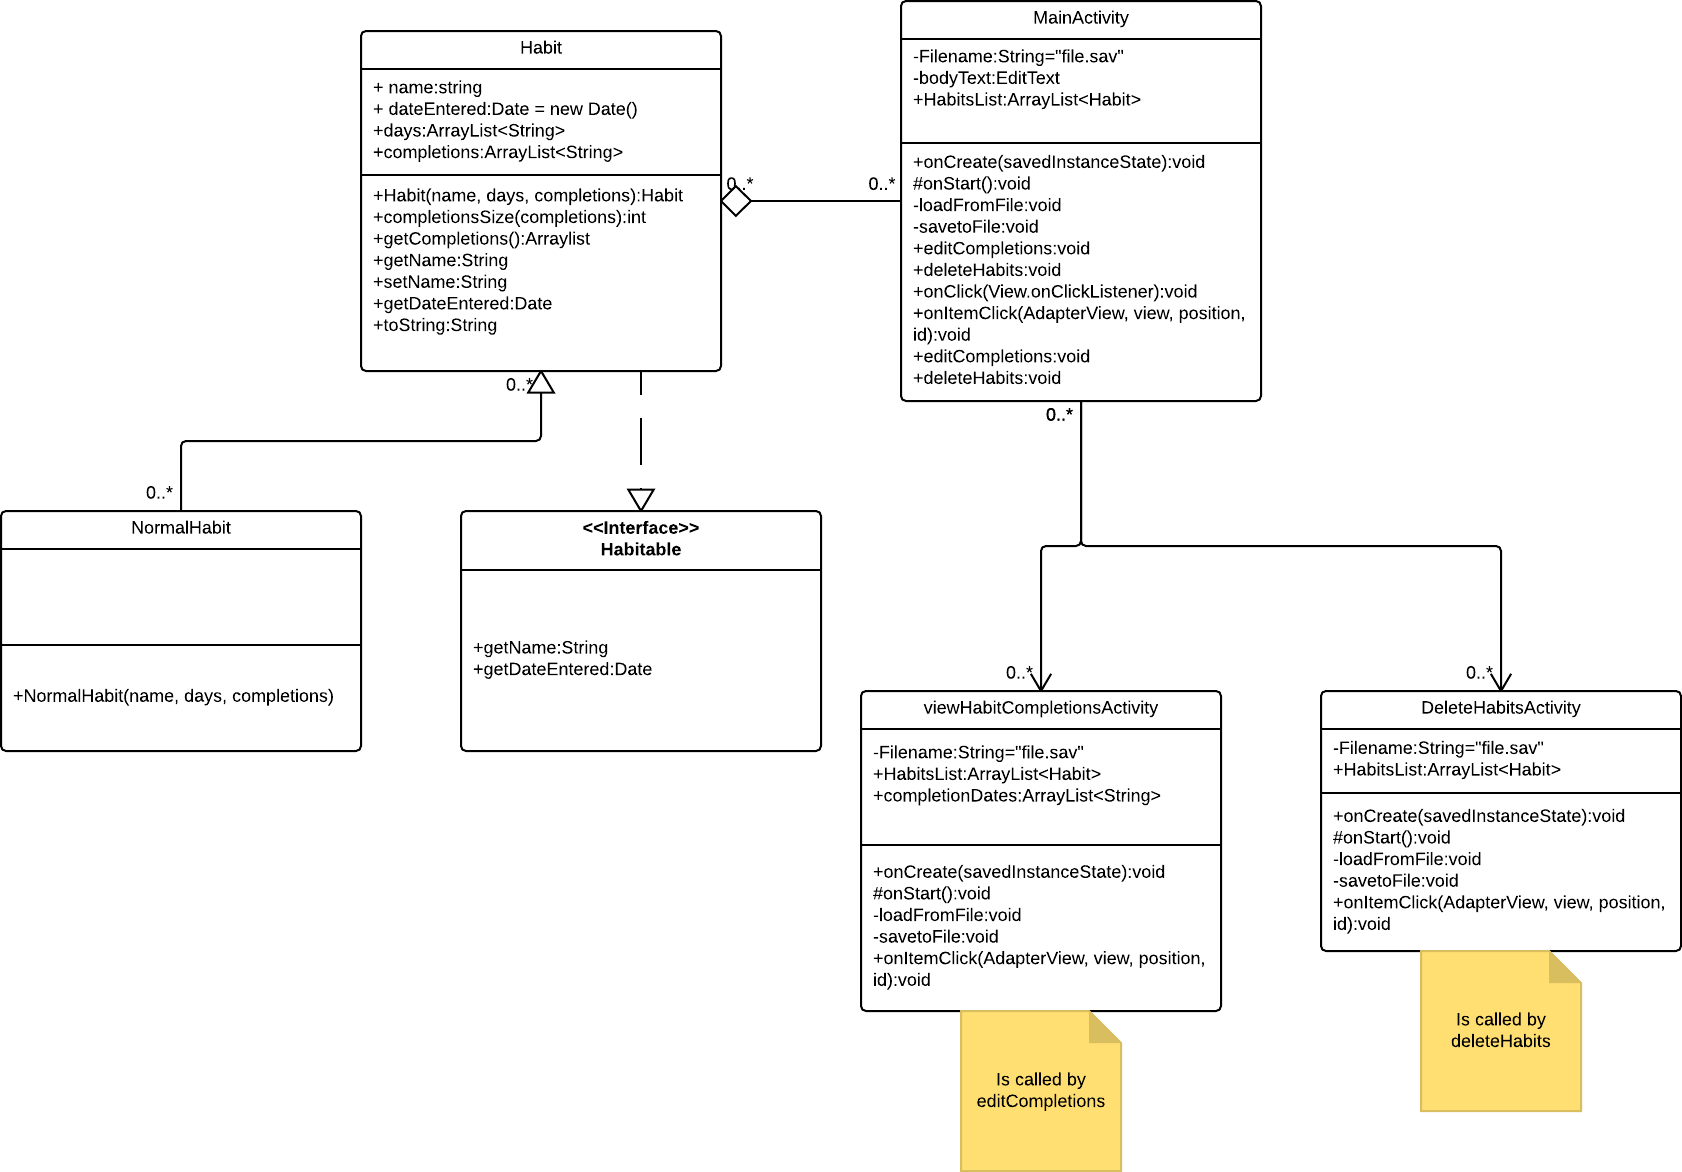 Habit
+ name:string
+ dateEntered:Date = new Date()
+days:ArrayList<String>
+completions:ArrayList<String>
+Habit(name, days, completions):Habit
+completionsSize(completions):int
+getCompletions():Arraylist
+getName:String
+setName:String
+getDateEntered:Date
+toString:String
0..*
0..*
MainActivity
-Filename:String="file.sav"
-bodyText:EditText
+HabitsList:ArrayList<Habit>
+onCreate(savedInstanceState):void
#onStart():void
-loadFromFile:void
-savetoFile:void
+editCompletions:void
+deleteHabits:void
+onClick(View.onClickListener):void
+onItemClick(AdapterView, view, position,
id):void
+editCompletions:void
+deleteHabits:void
0..*
0..*
0..*
NormalHabit
+NormalHabit(name, days, completions)
<<Interface>>
Habitable
+getName:String
+getDateEntered:Date
0..*
0..*
viewHabitCompletionsActivity
-Filename:String="file.sav"
+HabitsList:ArrayList<Habit>
+completionDates:ArrayList<String>
+onCreate(savedInstanceState):void
#onStart():void
-loadFromFile:void
-savetoFile:void
+onItemClick(AdapterView, view, position,
id):void
Is called by
editCompletions
DeleteHabitsActivity
-Filename:String="file.sav"
+HabitsList:ArrayList<Habit>
+onCreate(savedInstanceState):void
#onStart():void
-loadFromFile:void
-savetoFile:void
+onItemClick(AdapterView, view, position,
id):void
Is called by
deleteHabits